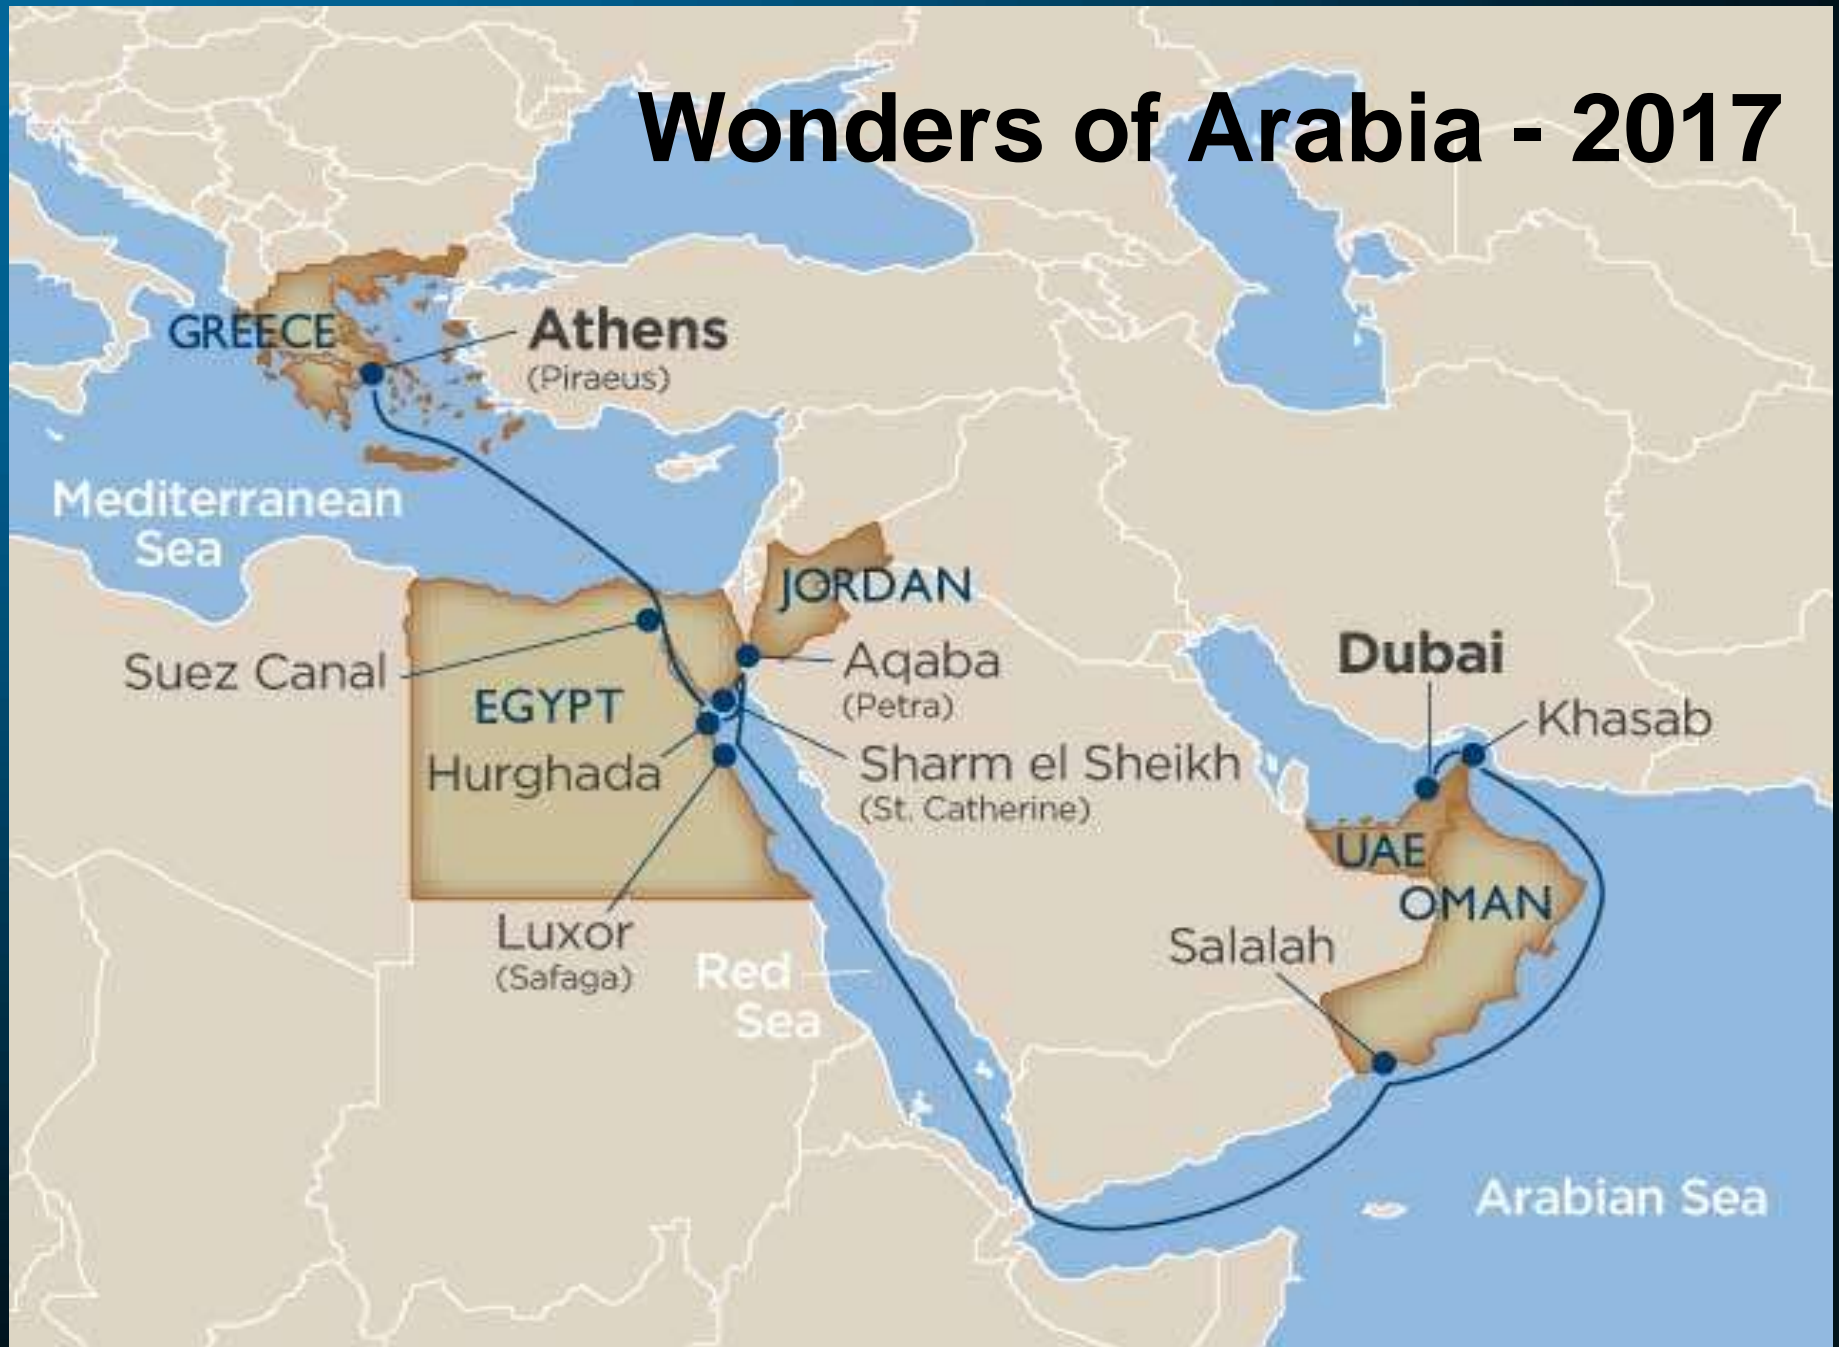 Wonders of Arabia - 2017
GREECE
Athens
(Piraeus)
Mediterranean
Sea
JORDAN
Suez Canal
EGYPT
Aqaba
(Petra)
Hurghada
Sharm el Sheikh
(St. Catherine)
Dubai
Khasab
UAE
OMAN
Luxor
(Safaga)
Red
Sea
Salalah
Arabian Sea